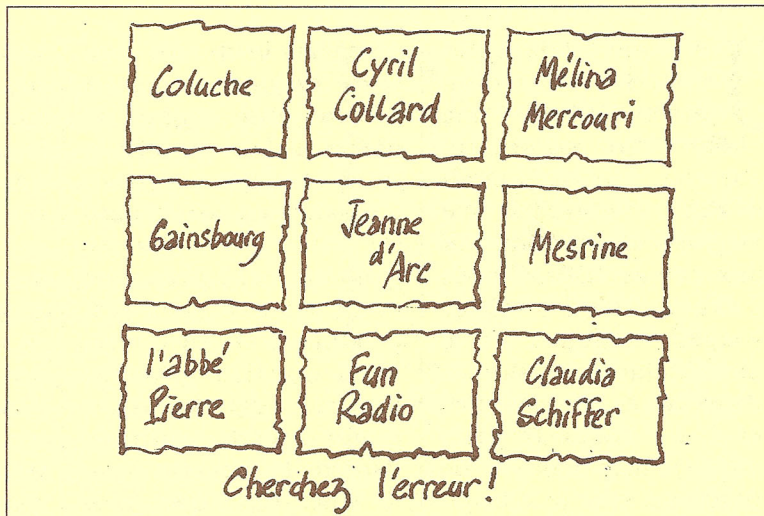 Coluche
Cyril
Collard
Mélina
Mercouri
Gainsbourg
Jeanne
d'Arc
Mesrine
l'abbé
Pierre
Fun
Radio
Claudia
Schiffer
Cherchez l'erreur!